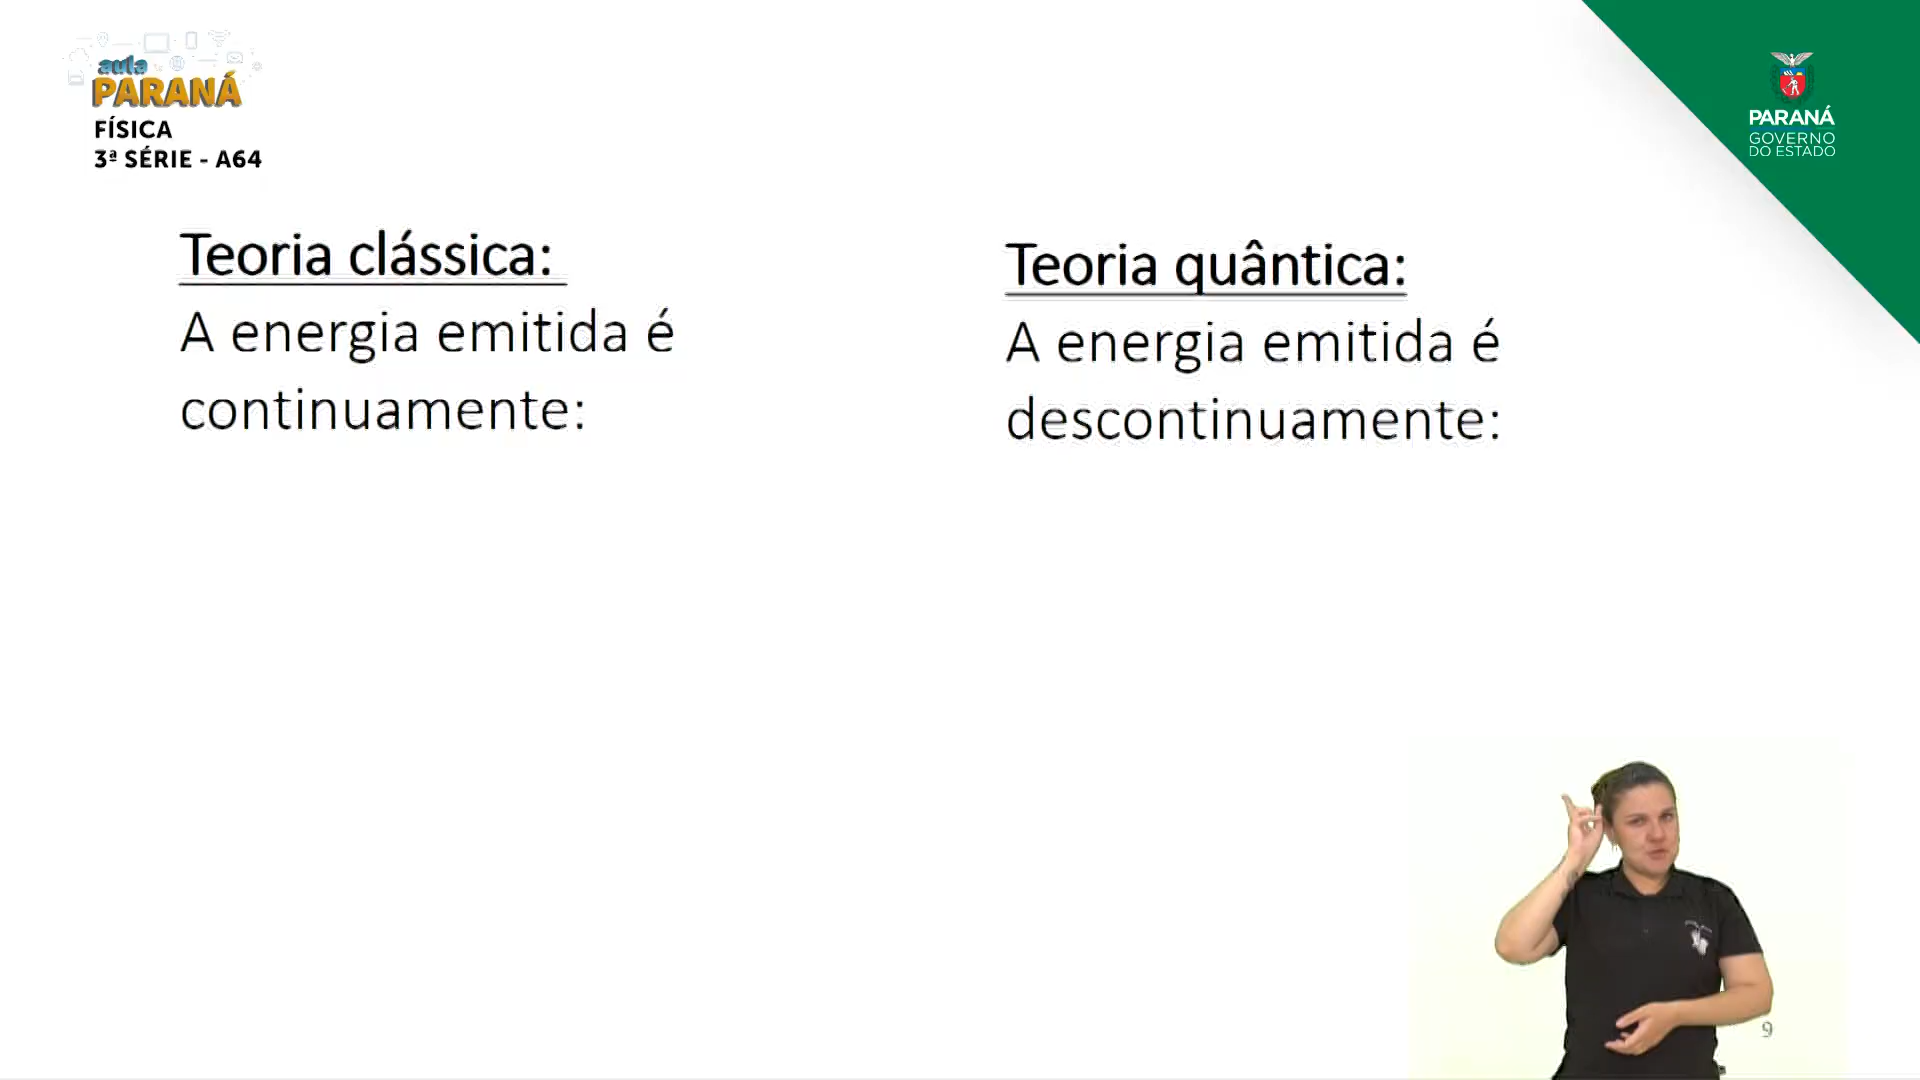 aula
PARANÁ
FÍSICA
3ª SÉRIE - A64
PARANÁ
GOVERNO
DO ESTADO
Teoria clássica:
A energia emitida é
continuamente:
Teoria quântica:
A energia emitida é
descontinuamente:
9